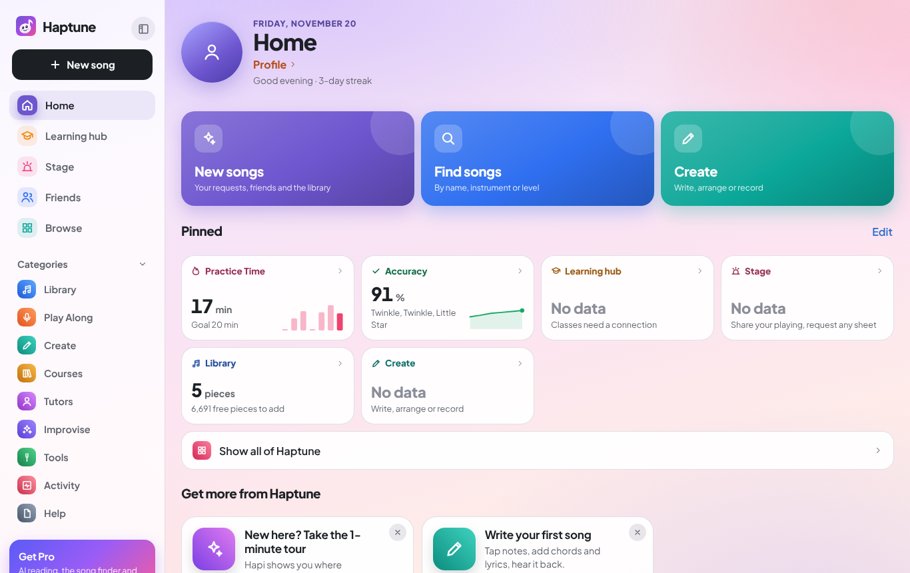 Haptune
New song
Home
Learning hub
Stage
Friends
Browse
Categories
Library
Play Along
Create
Courses
Tutors
Improvise
Tools
Activity
Help
Get Pro
AI reading, the song finder and
FRIDAY, NOVEMBER 20
Home
Profile
Good evening · 3-day streak
New songs
Your requests, friends and the library
Find songs
By name, instrument or level
Create
Write, arrange or record
Pinned
Edit
Practice Time
17 min
Goal 20 min
Accuracy
91 %
Twinkle, Twinkle, Little
Star
Learning hub
No data
Classes need a connection
Stage
No data
Share your playing, request any sheet
Library
5 pieces
6,691 free pieces to add
Create
No data
Write, arrange or record
Show all of Haptune
Get more from Haptune
New here? Take the 1-
minute tour
Hapi shows you where
Write your first song
Tap notes, add chords and
lyrics, hear it back.